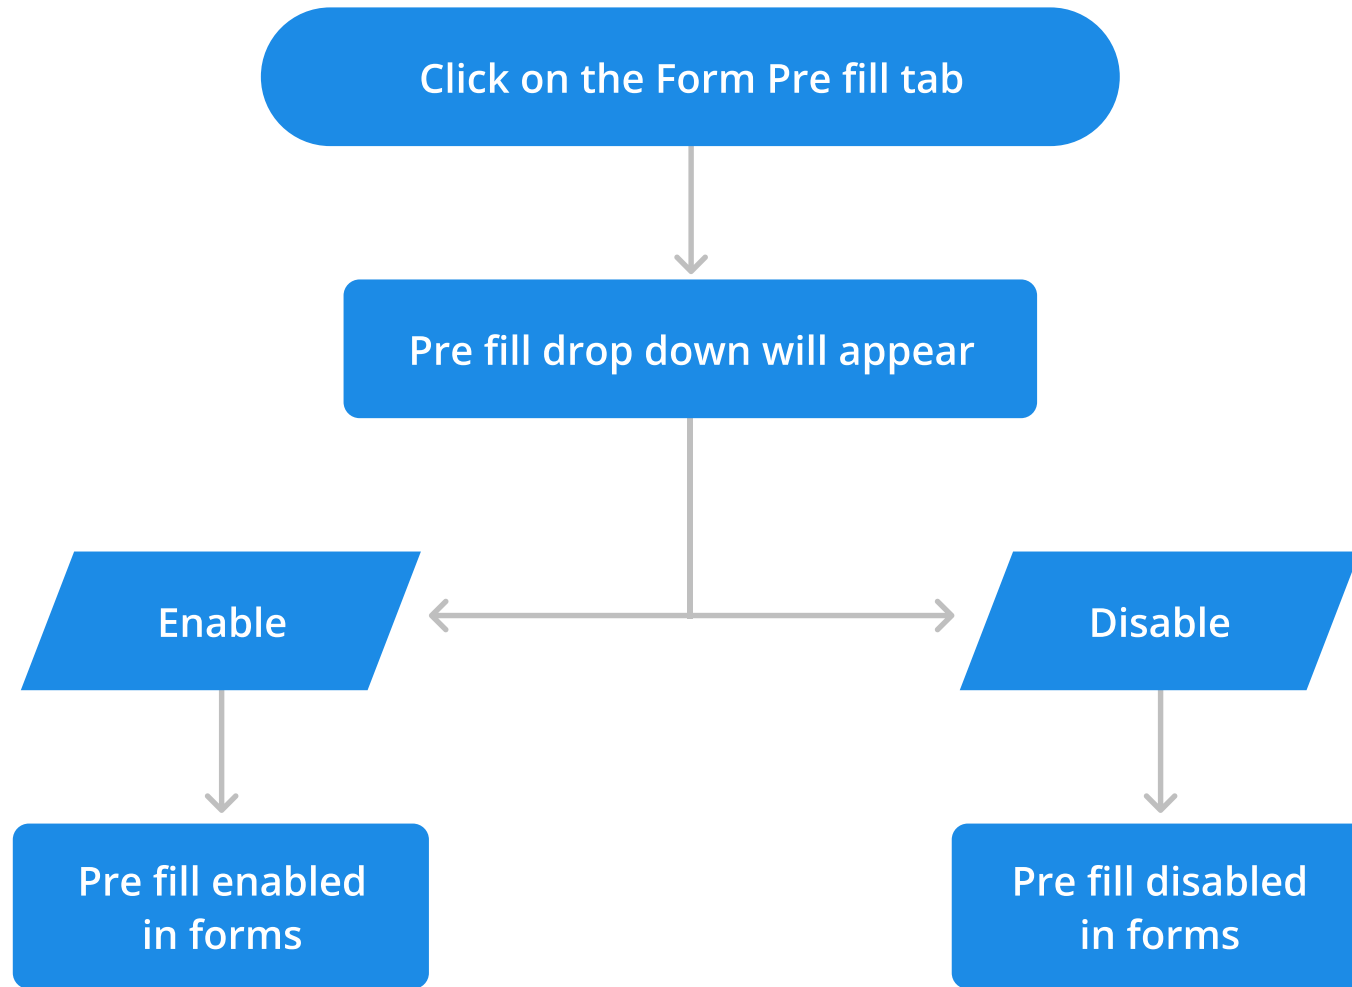 Click on the Form Pre fill tab
Pre fill drop down will appear
Enable
Disable
Pre fill enabled
in forms
Pre fill disabled
in forms